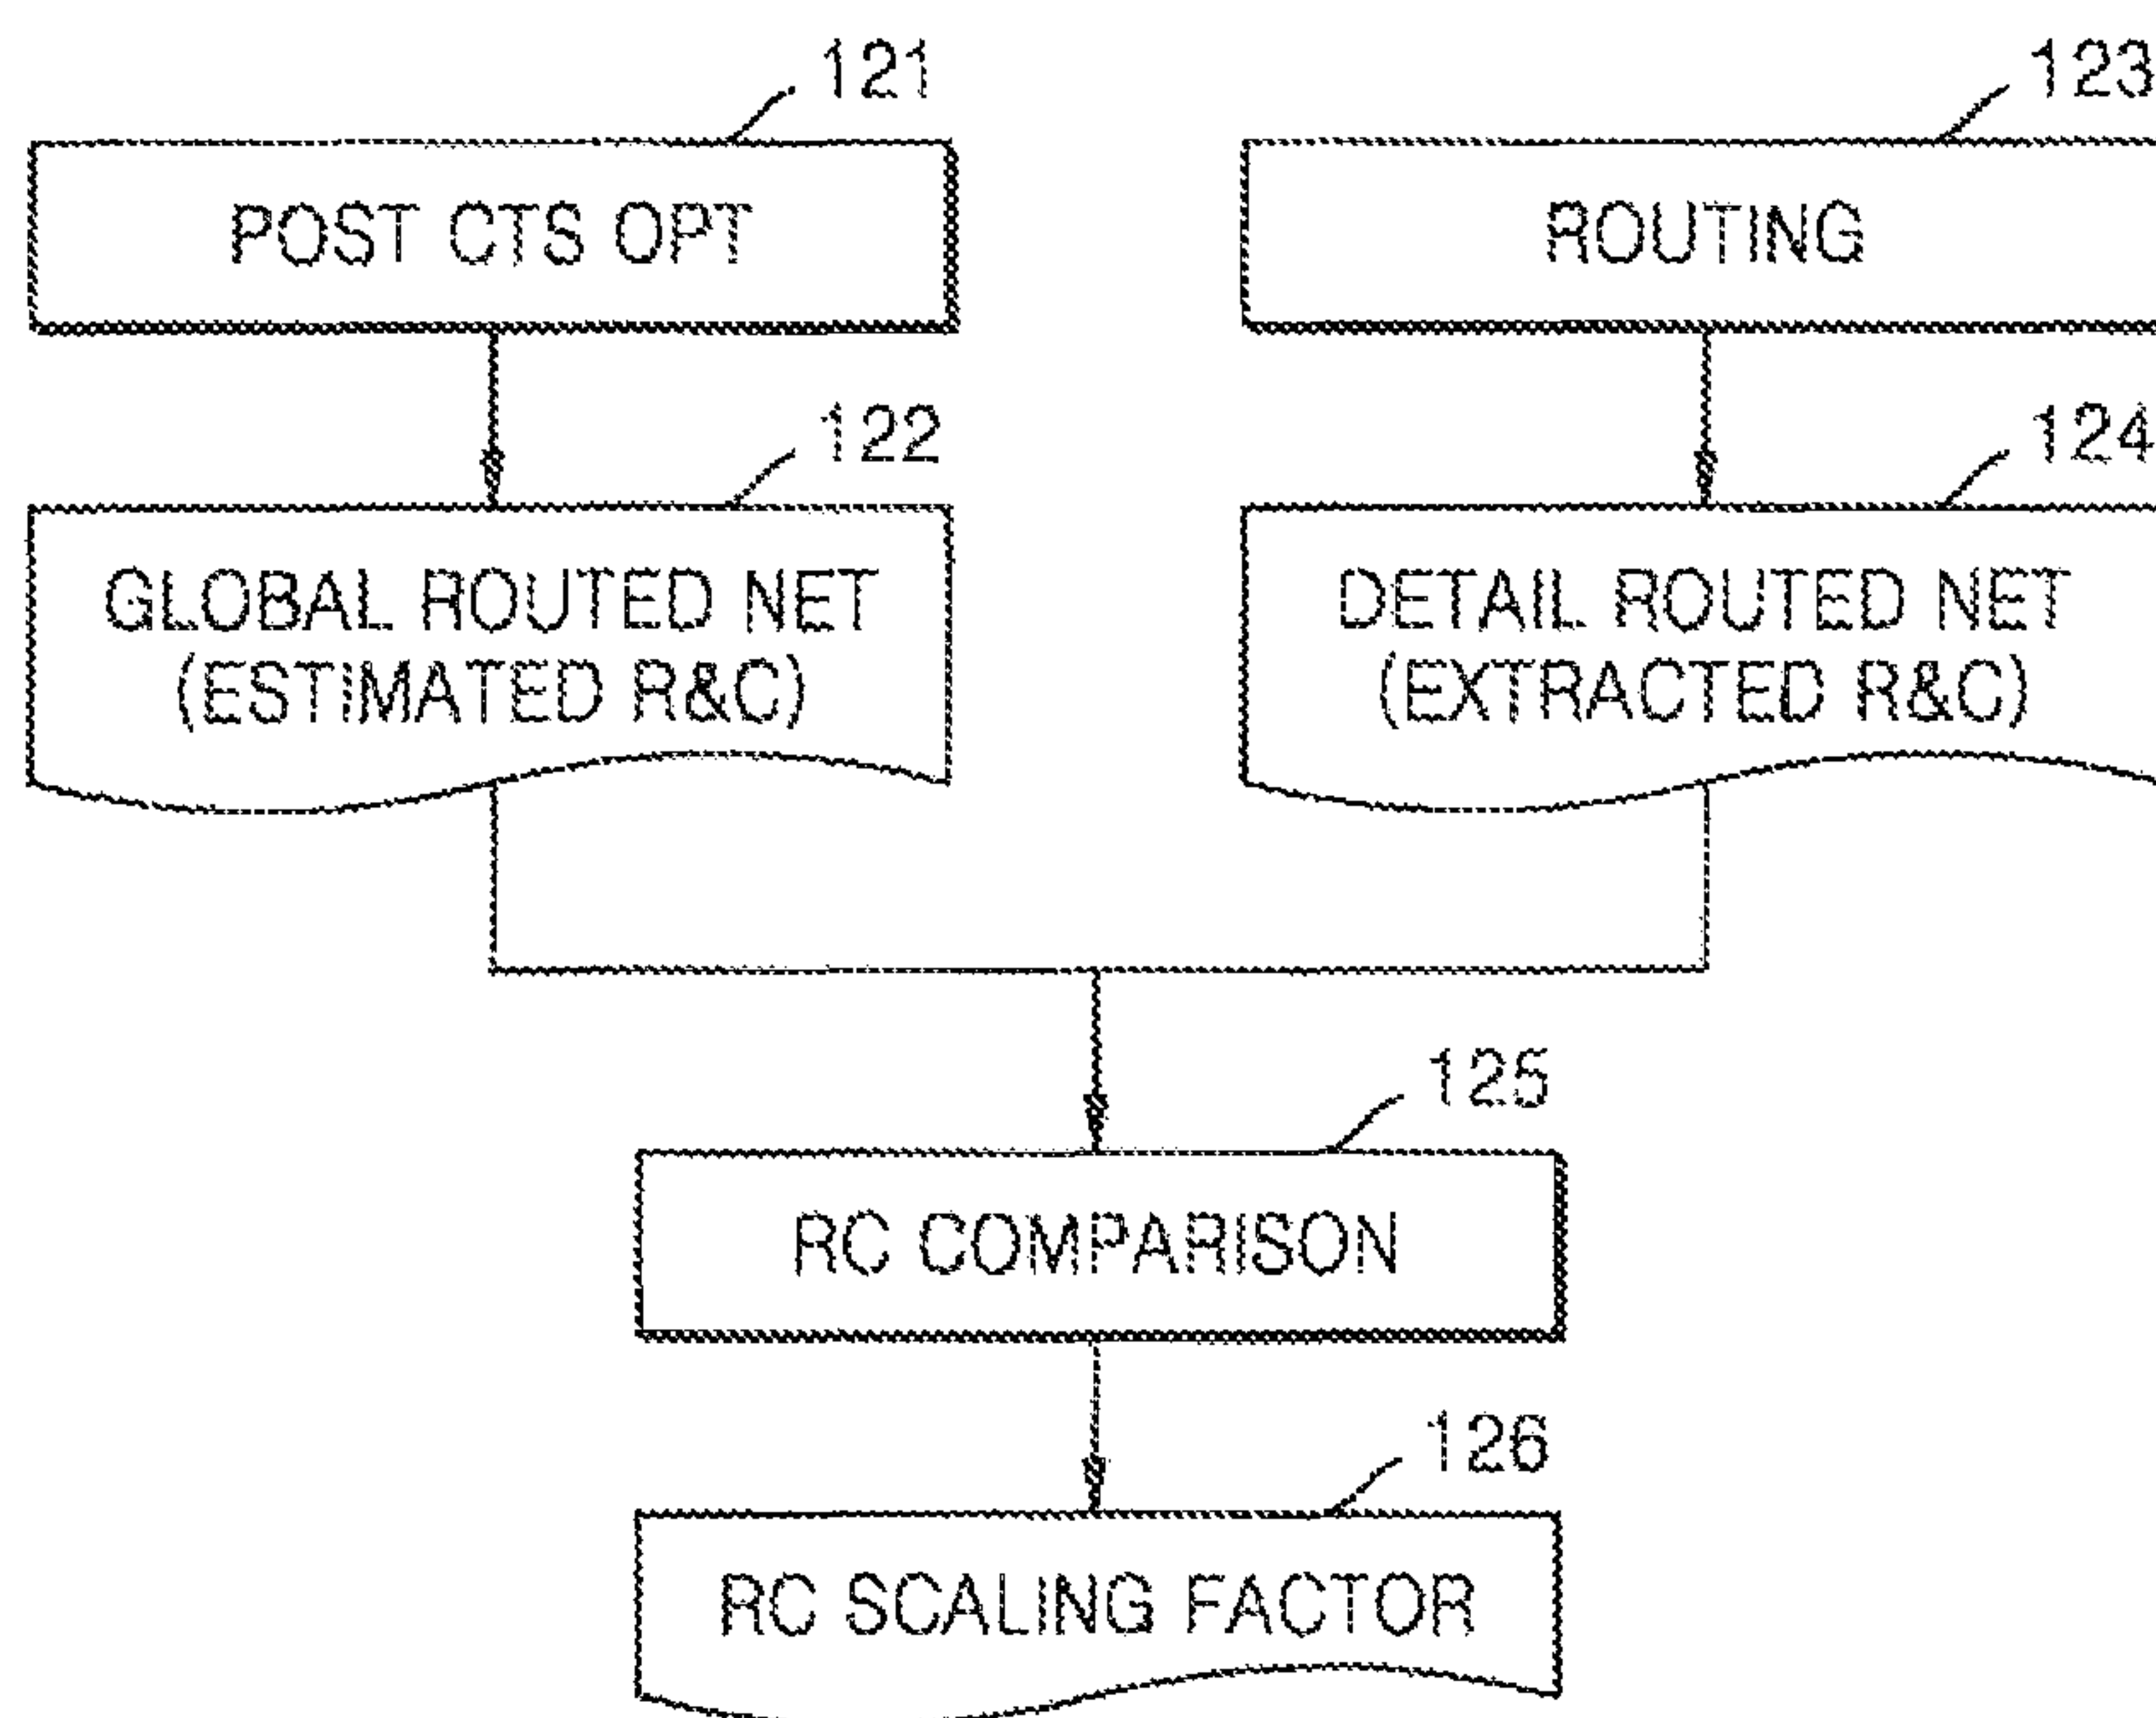 121
123
POST CTS OPT
ROUTING
122
124
GLOBAL ROUTED NET
(ESTIMATED R&C)
DETAIL ROUTED NET
(EXTRACTED R&C)
125
RC COMPARISON
126
RC SCALING FACTOR